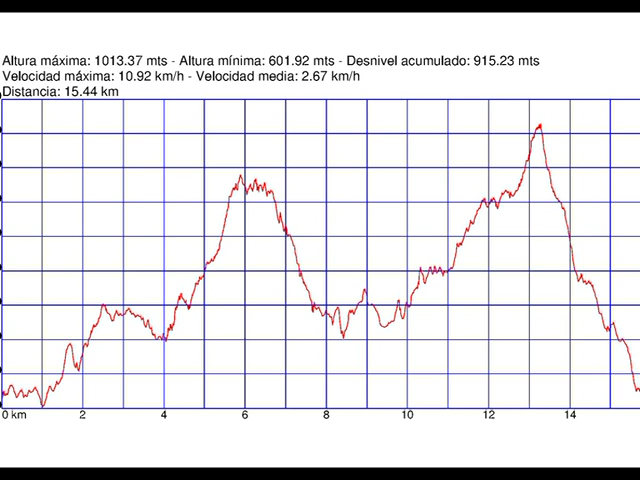 Altura máxima: 1013.37 mts - Altura mínima: 601.92 mts - Desnivel acumulado: 915.23 mts
Velocidad máxima: 10.92 km/h - Velocidad media: 2.67 km/h
Distancia: 15.44 km
0 km 2 4 6 8 10 12 14